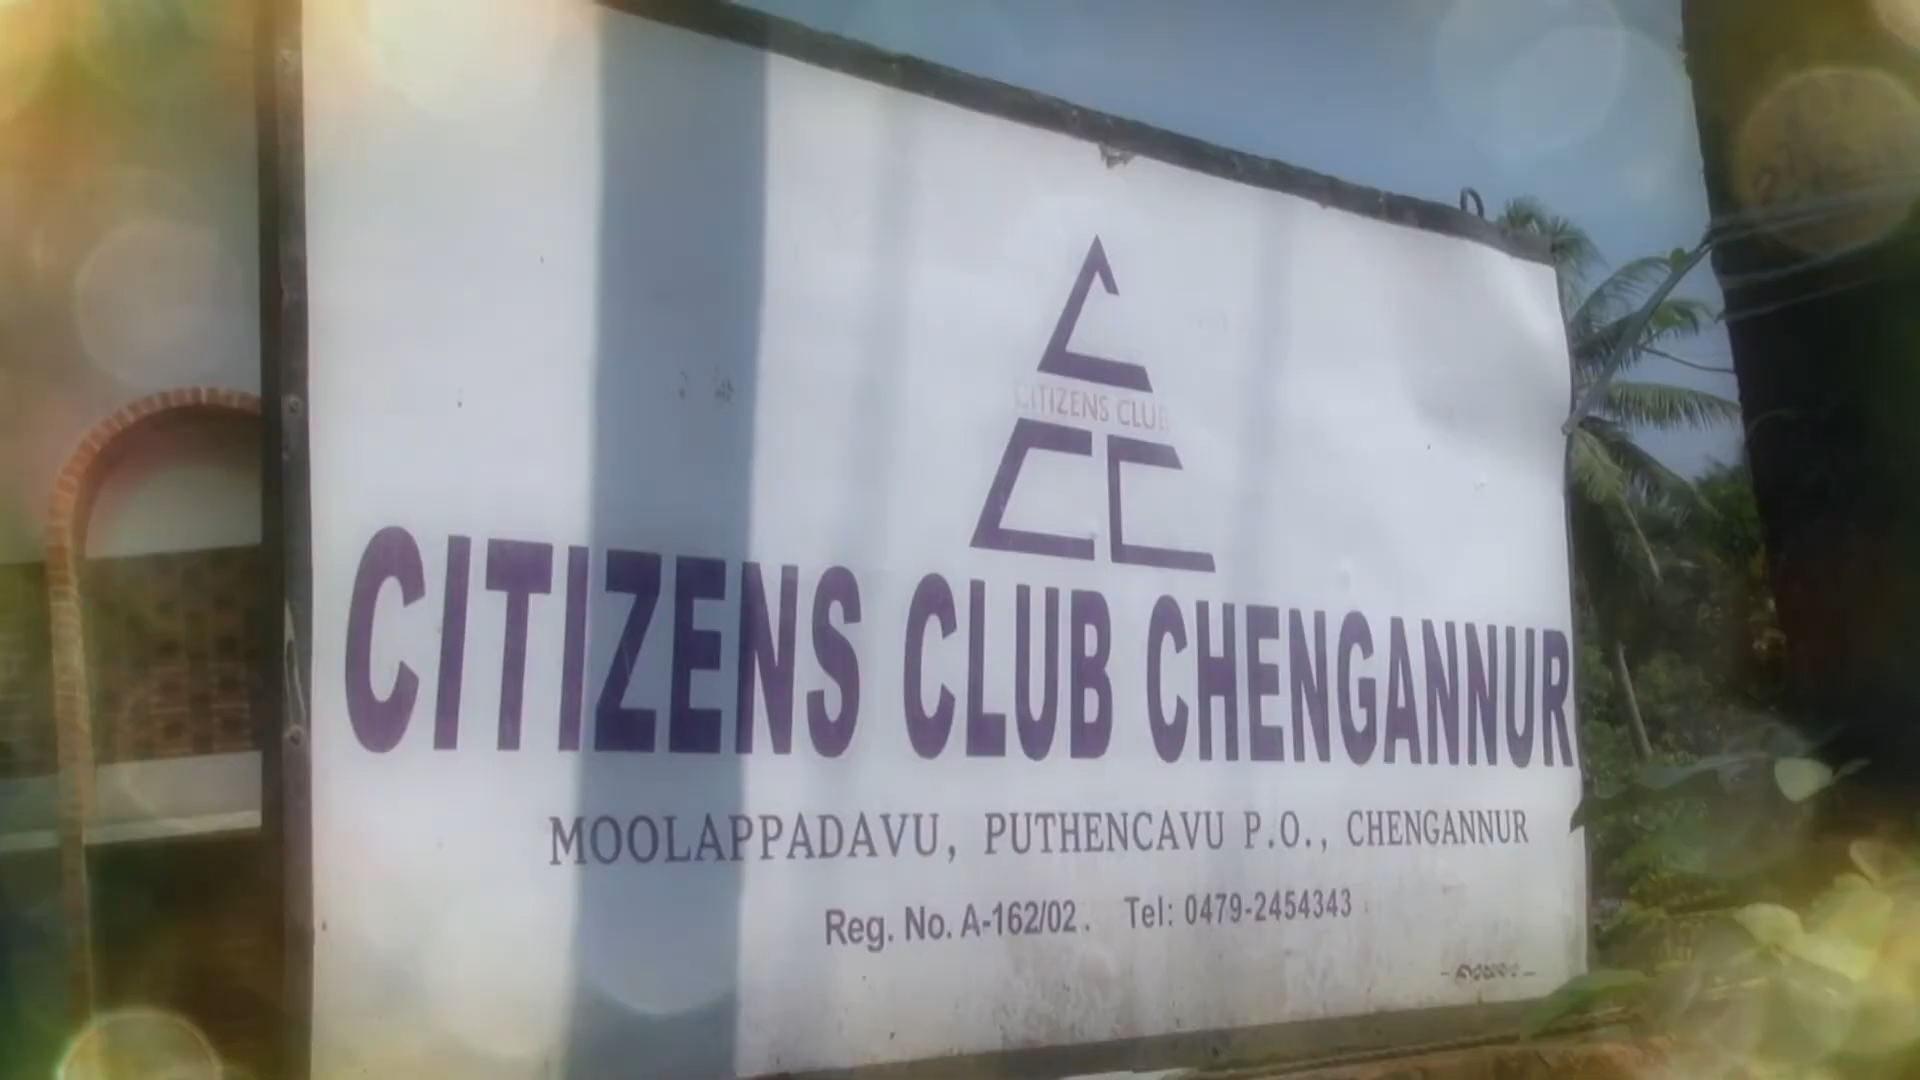 CITIZENS CLUB
CITIZENS CLUB CHENGANNUR
MOOLAPPADAVU, PUTHENCAVU P.O., CHENGANNUR
Reg. No. A-162/02. Tel: 0479-2454343